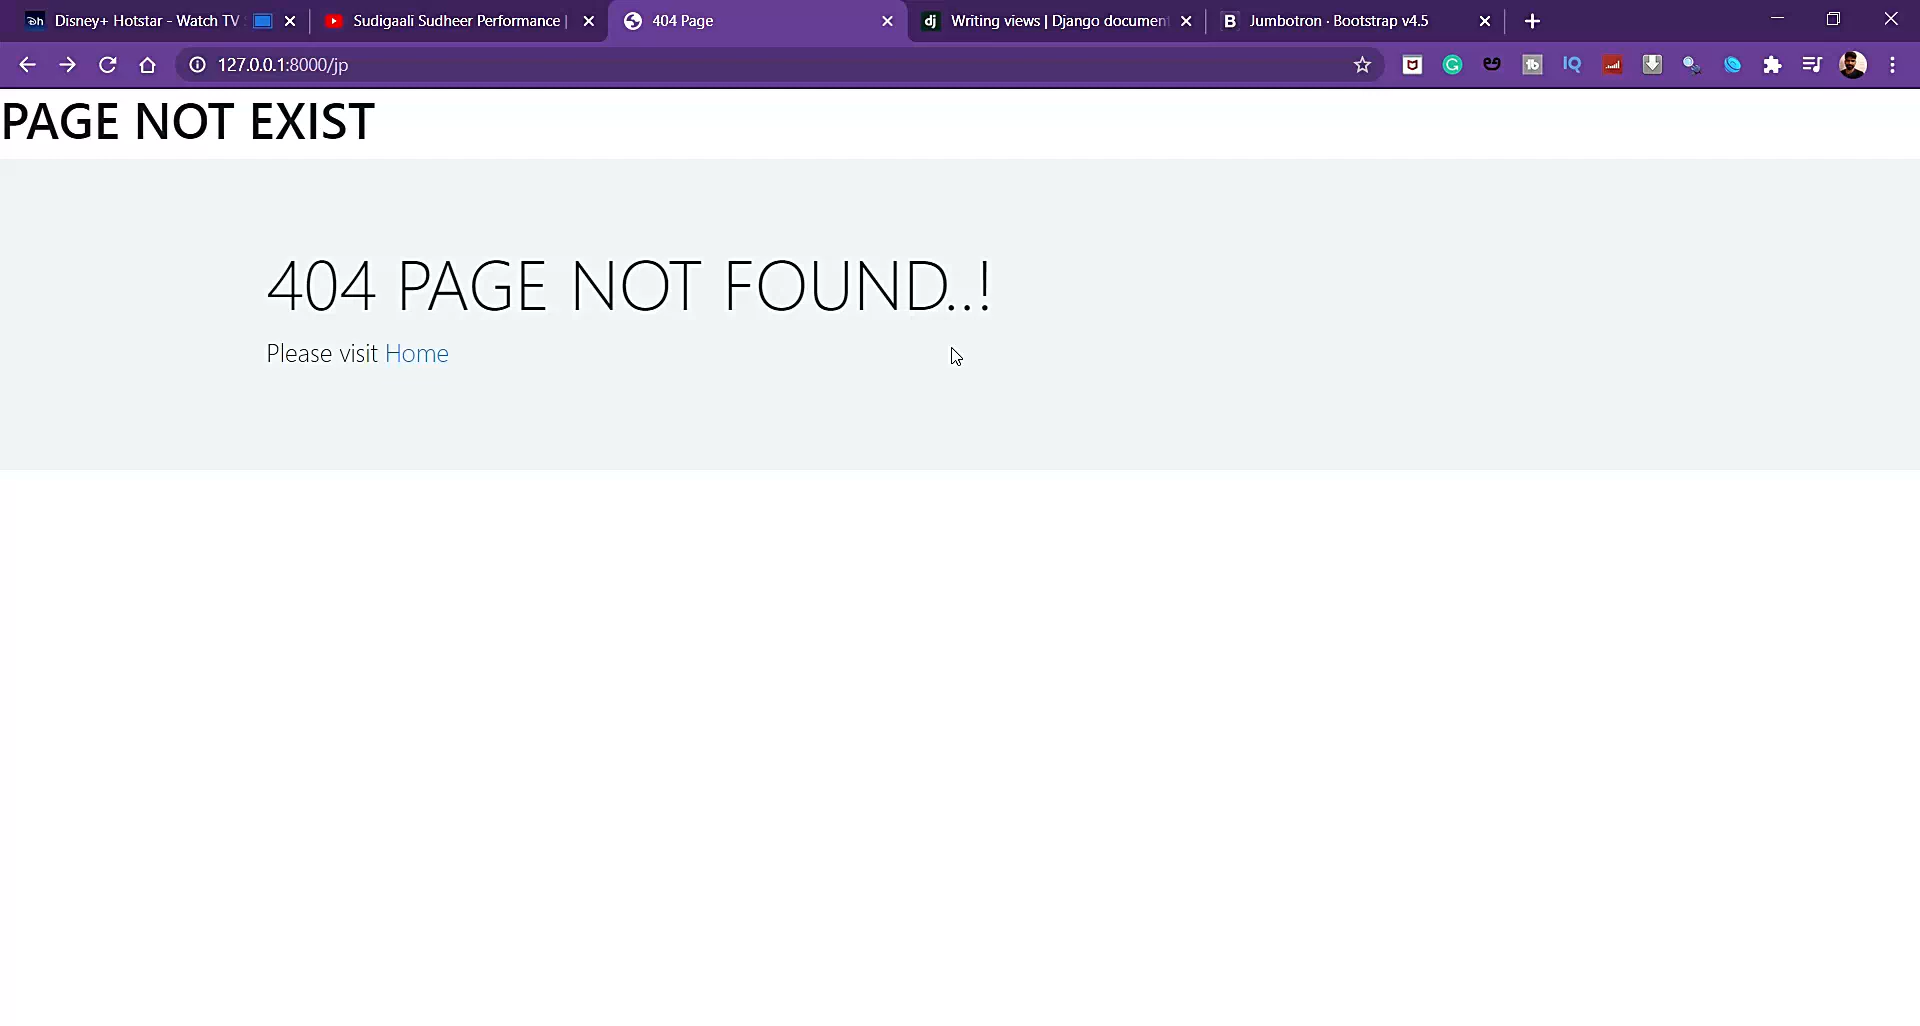 Disney+ Hotstar - Watch TV
Sudigaali Sudheer Performance |
404 Page
Writing views | Django document
Jumbotron · Bootstrap v4.5
127.0.0.1:8000/jp
PAGE NOT EXIST
404 PAGE NOT FOUND..!
Please visit Home